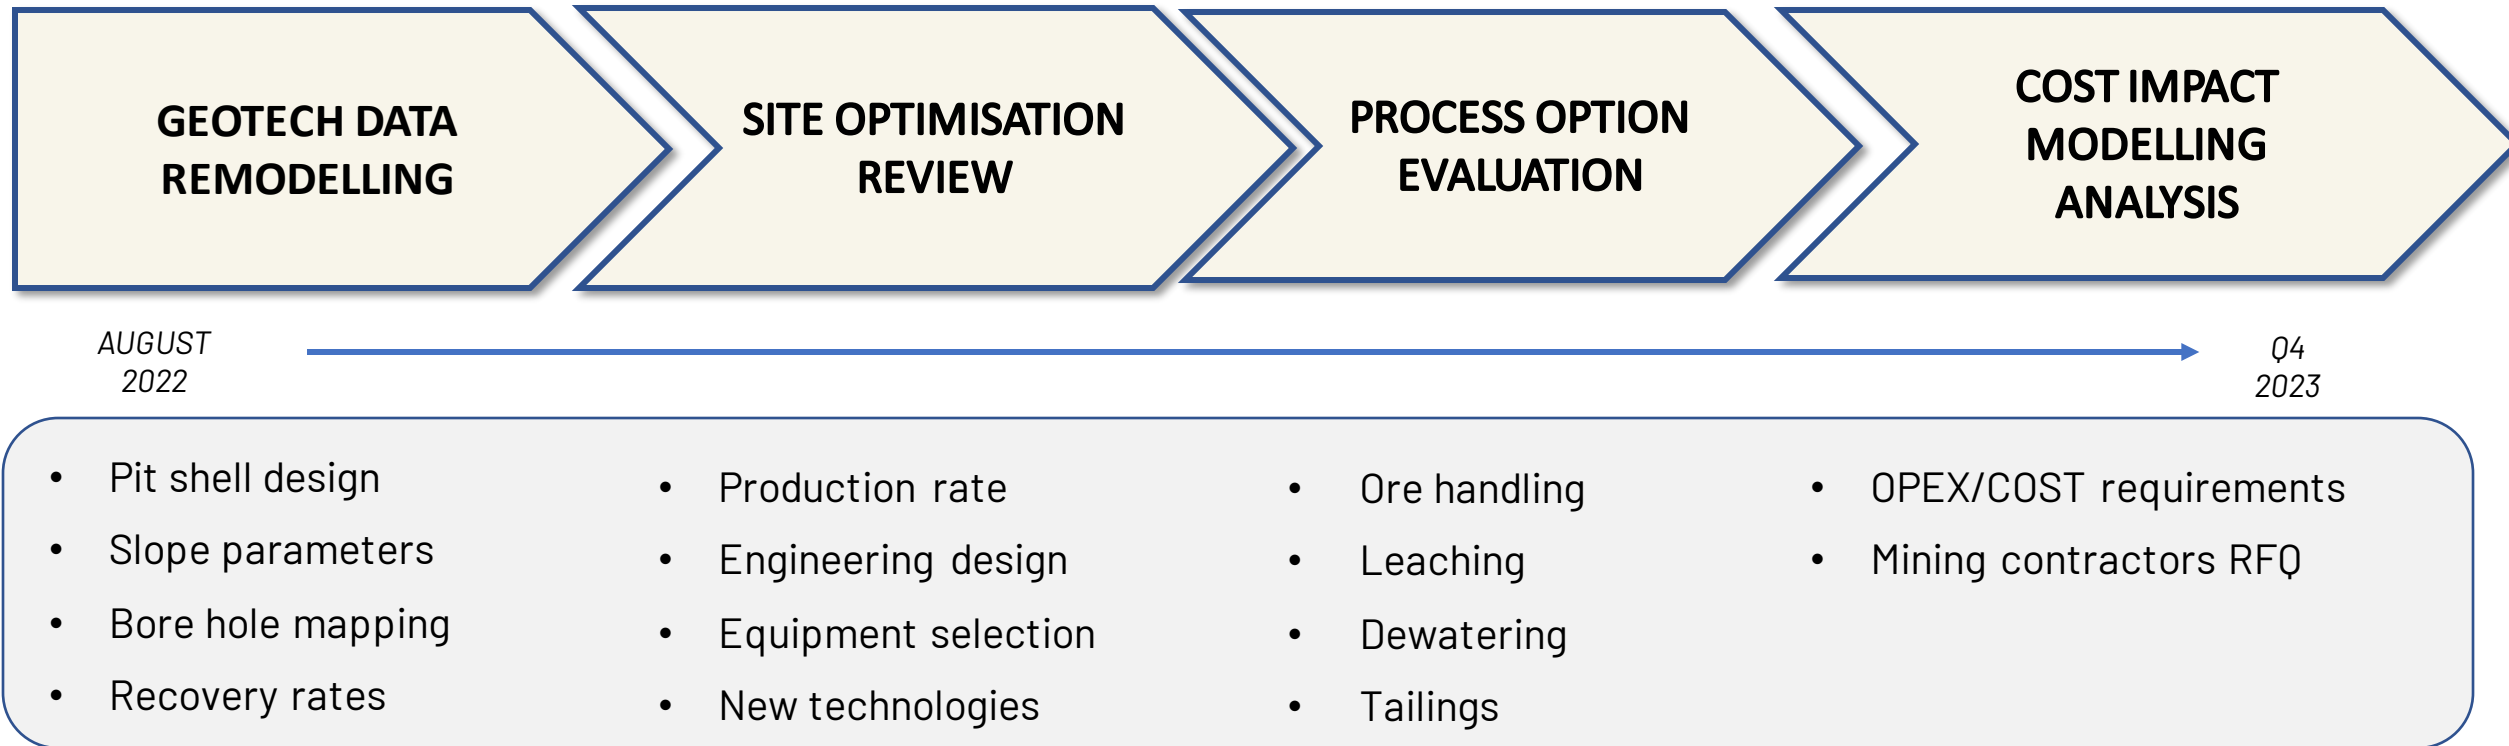 GEOTECH DATA
REMODELLING
SITE OPTIMISATION
REVIEW
PROCESS OPTION
EVALUATION
COST IMPACT
MODELLING
ANALYSIS
AUGUST
2022
Q4
2023
• Pit shell design
• Slope parameters
• Bore hole mapping
• Recovery rates
• Production rate
• Engineering design
• Equipment selection
• New technologies
• Ore handling
• Leaching
• Dewatering
• Tailings
• OPEX/COST requirements
• Mining contractors RFQ